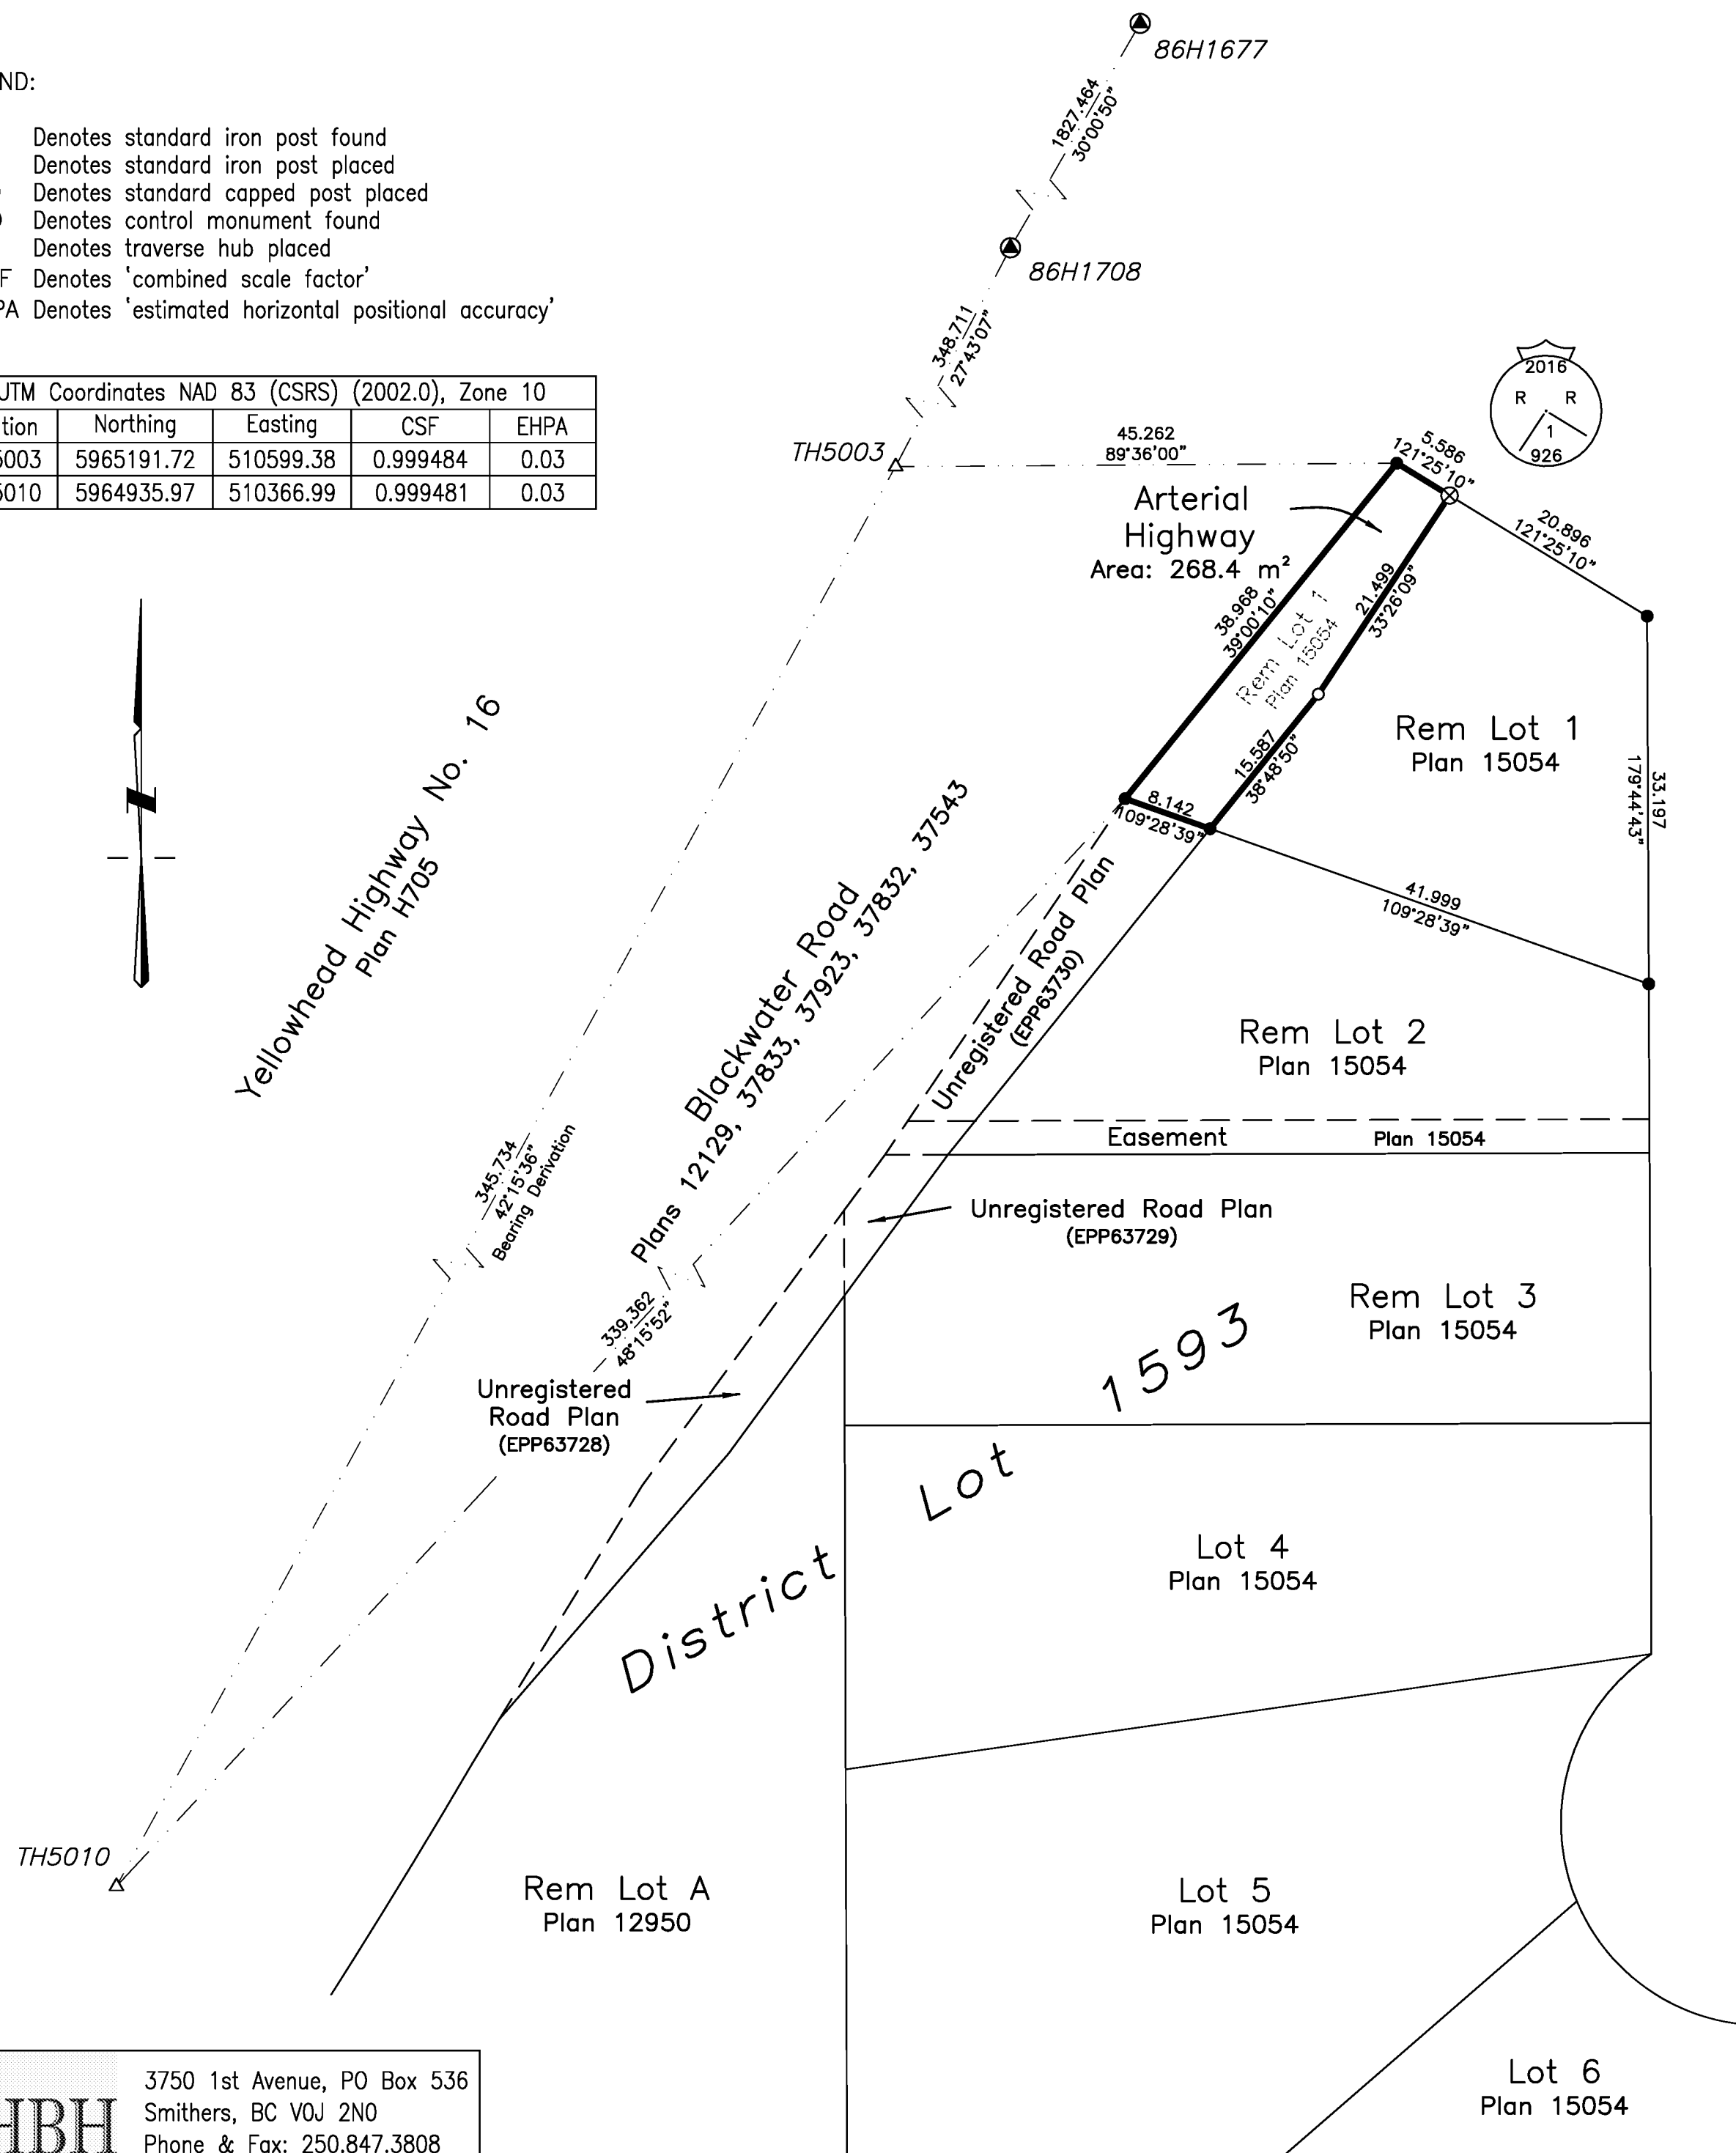 86H1677
1827.464
30°00'50"
ND:
Denotes standard iron post found
Denotes standard iron post placed
Denotes standard capped post placed
Denotes control monument found
Denotes traverse hub placed
F Denotes 'combined scale factor'
PA Denotes 'estimated horizontal positional accuracy'
86H1708
348.711
27°43'07"
UTM Coordinates NAD 83 (CSRS) (2002.0), Zone 10
tion Northing Easting CSF EHPA
5003 5965191.72 510599.38 0.999484 0.03
5010 5964935.97 510366.99 0.999481 0.03
2016
R R
1
926
TH5003
45.262
89°36'00"
5.586
121°25'10"
20.896
121°25'10"
Arterial
Highway
Area: 268.4 m²
38.968
39°00'10"
Rem Lot 1
Plan 15054
21.499
33°26'09"
15.587
38°48'50"
8.142
109°28'39"
Rem Lot 1
Plan 15054
33.197
179°44'43"
41.999
109°28'39"
Yellowhead Highway No. 16
Plan H705
Blackwater Road
Plans 12129, 37833, 37923, 37832, 37543
Unregistered Road Plan
(EPP63730)
Rem Lot 2
Plan 15054
Easement Plan 15054
345.734
42°15'36"
Bearing Derivation
Unregistered Road Plan
(EPP63729)
339.362
48°15'52"
Rem Lot 3
Plan 15054
Unregistered
Road Plan
(EPP63728)
District Lot 1593
Lot 4
Plan 15054
TH5010
Rem Lot A
Plan 12950
Lot 5
Plan 15054
Lot 6
Plan 15054
HBH
3750 1st Avenue, PO Box 536
Smithers, BC V0J 2N0
Phone & Fax: 250.847.3808